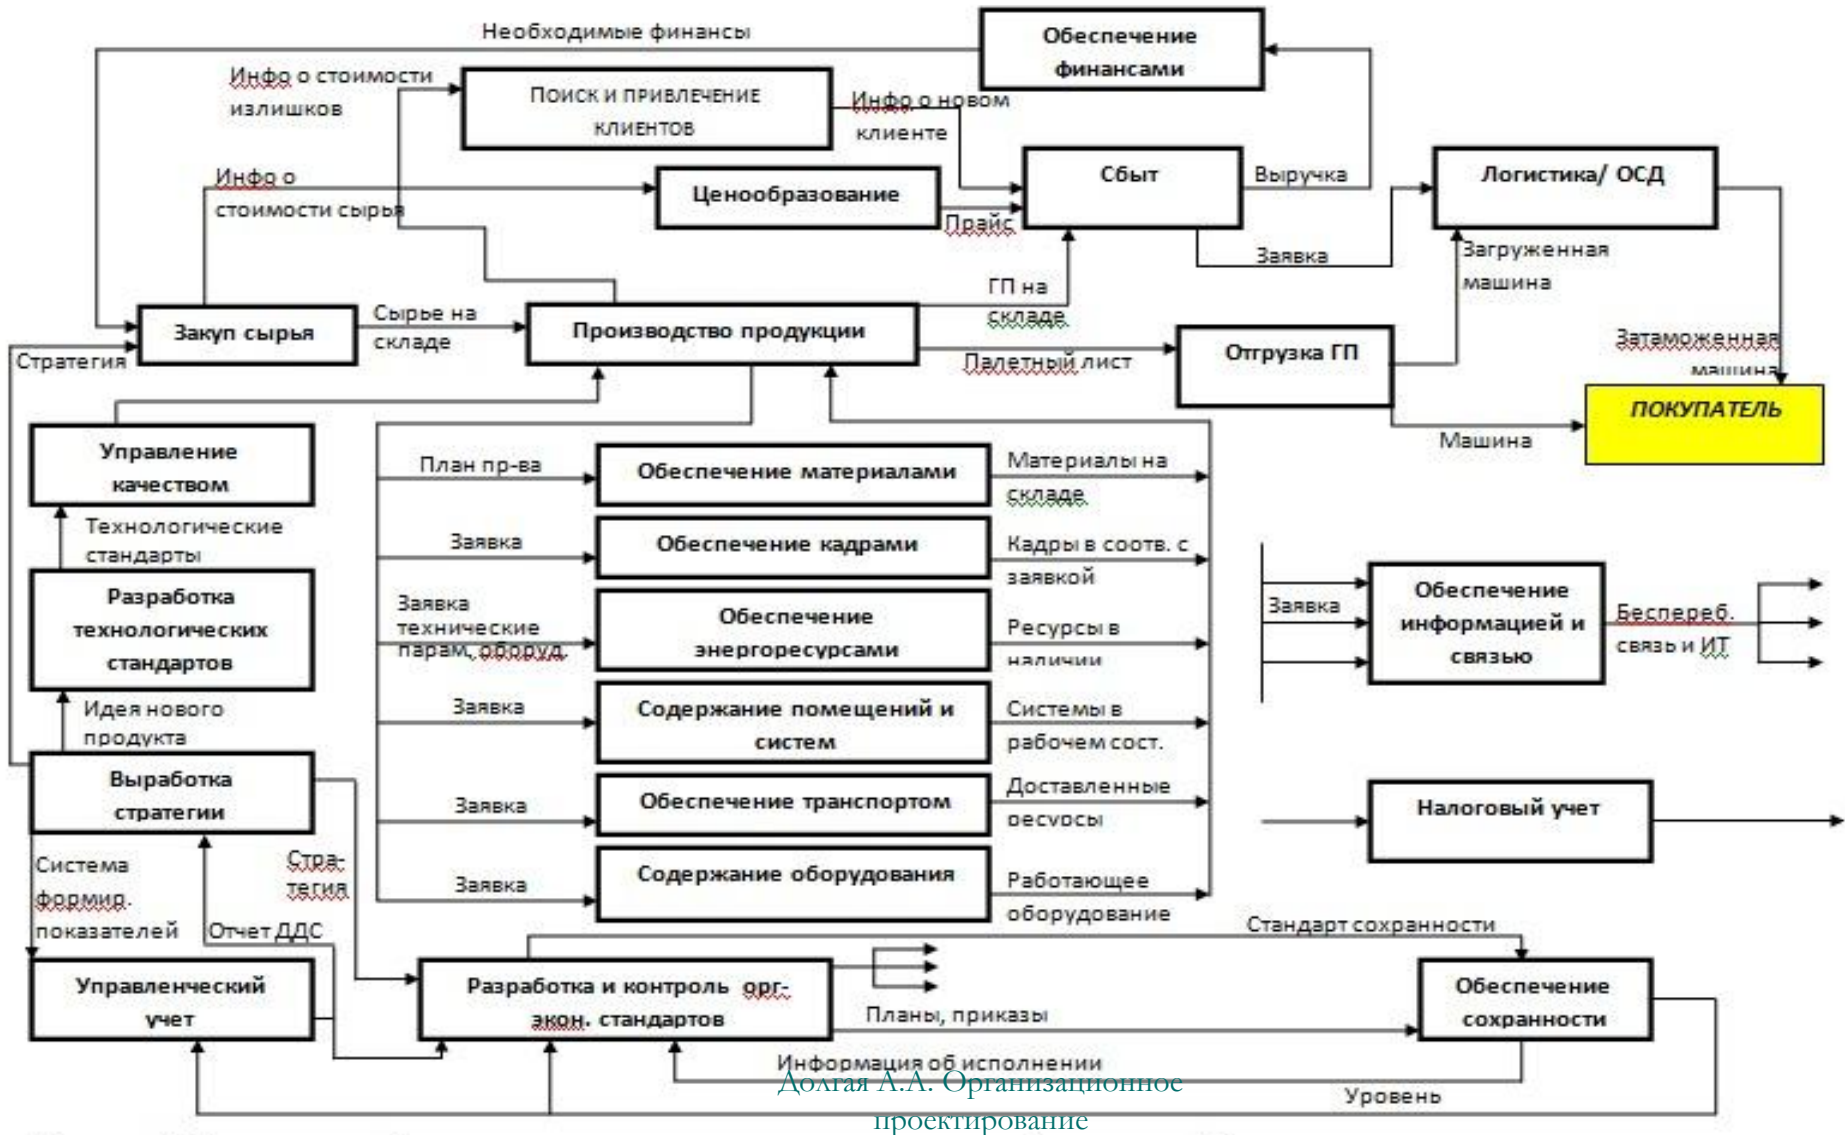 Необходимые финансы
Обеспечение
финансами
Инфо о стоимости
излишков
ПОИСК И ПРИВЛЕЧЕНИЕ
КЛИЕНТОВ
Инфо о новом
клиенте
Инфо о
стоимости сырья
Ценообразование
Прайс
Сбыт
Выручка
Логистика/ ОСД
Заявка
Загруженная
машина
ГП на
складе
Закуп сырья
Сырье на
складе
Производство продукции
Палетный лист
Отгрузка ГП
Затаможенная
машина
Стратегия
ПОКУПАТЕЛЬ
Машина
Управление
качеством
План пр-ва
Обеспечение материалами
Материалы на
складе
Технологические
стандарты
Заявка
Обеспечение кадрами
Кадры в соотв. с
заявкой
Разработка
технологических
стандартов
Заявка
технические
парам, оборуд.
Обеспечение
энергоресурсами
Ресурсы в
наличии
Заявка
Обеспечение
информацией и
связью
Беспереб.
связь и ИТ
Идея нового
продукта
Заявка
Содержание помещений и
систем
Системы в
рабочем сост.
Выработка
стратегии
Заявка
Обеспечение транспортом
Доставленные
ресурсы
Налоговый учет
Система
формир.
показателей
Стра-
тегия
Заявка
Содержание оборудования
Работающее
оборудование
Отчет ДДС
Стандарт сохранности
Управленческий
учет
Разработка и контроль орг-
экон. стандартов
Планы, приказы
Обеспечение
сохранности
Информация об исполнении
Уровень
Долгая А.А. Организационное
проектирование